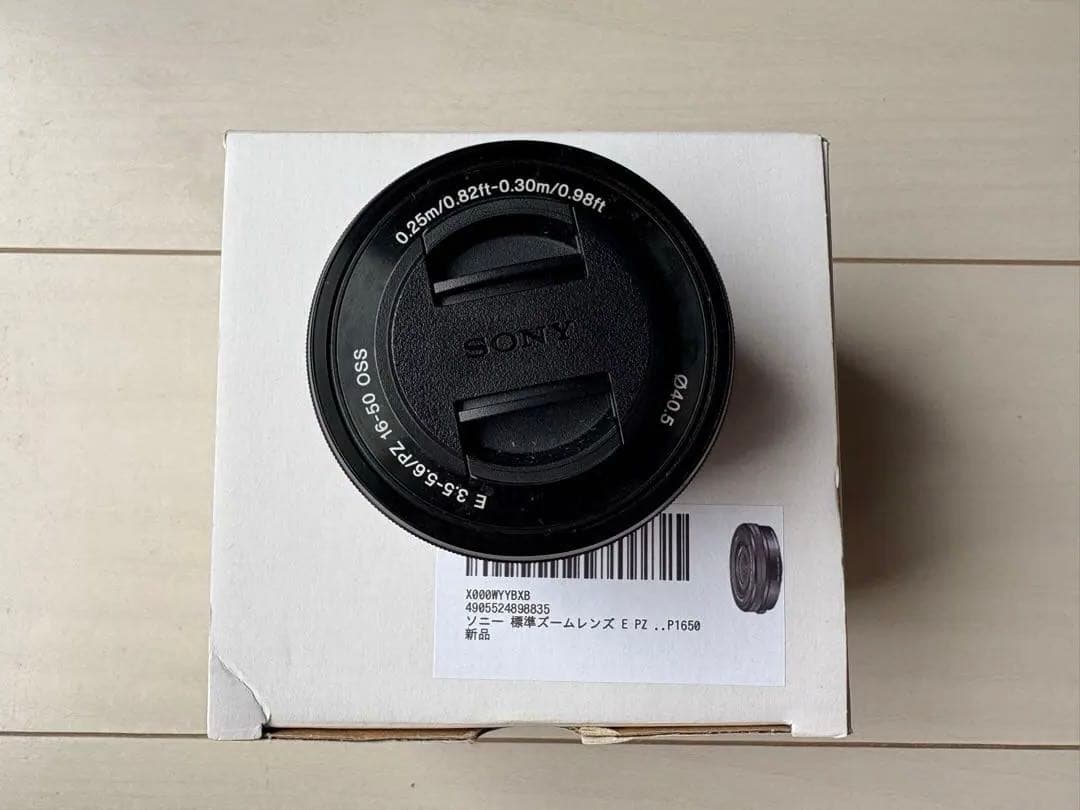 0.25m/0.82ft-0.30m/0.98ft
SONY
Ø40.5
E 3.5-5.6/PZ 16-50 OSS
X000WYYBXB
4905524898835
ソニー 標準ズームレンズ E PZ ..P1650
新品